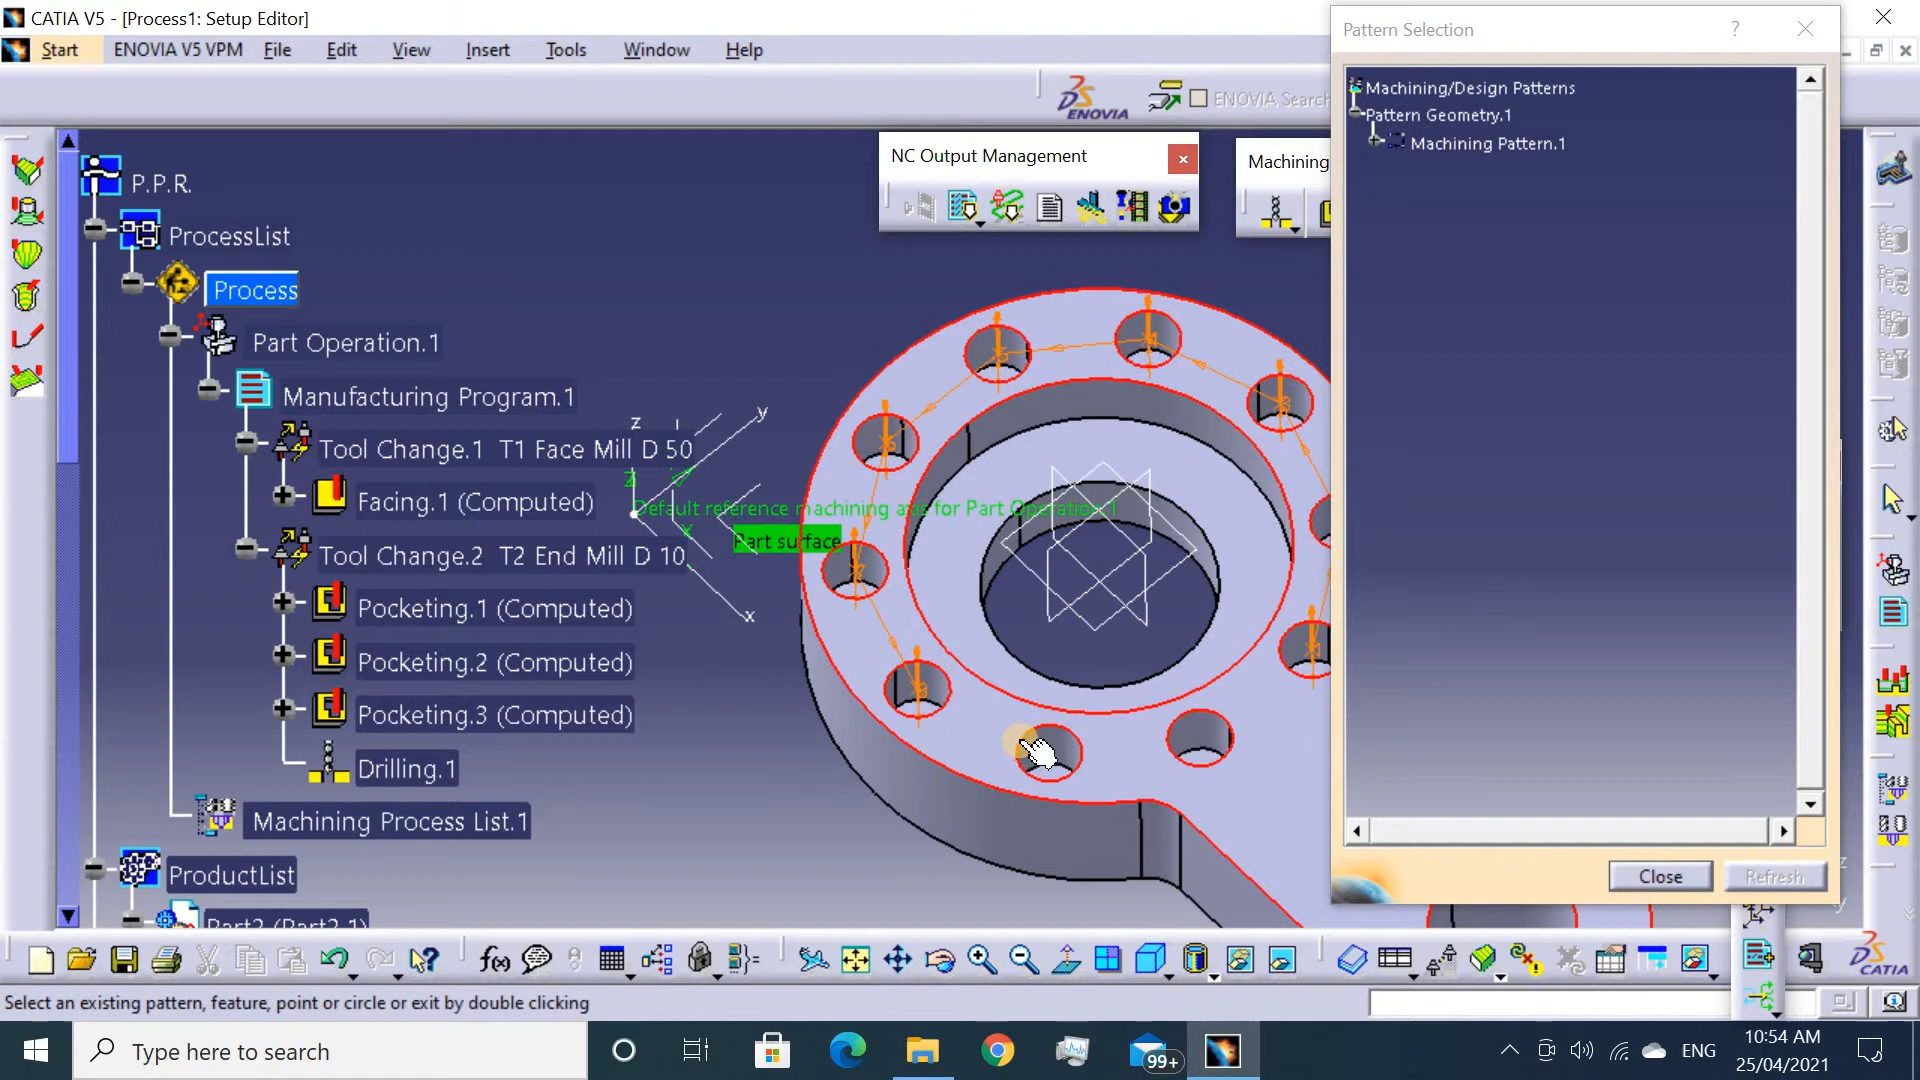 CATIA V5 - [Process1: Setup Editor]
Start ENOVIA V5 VPM File Edit View Insert Tools Window Help
ENOVIA
ENOVIA Search
NC Output Management
Machining
Pattern Selection
Machining/Design Patterns
Pattern Geometry.1
Machining Pattern.1
Close Refresh
P.P.R.
ProcessList
Process
Part Operation.1
Manufacturing Program.1
Tool Change.1 T1 Face Mill D 50
Facing.1 (Computed)
Tool Change.2 T2 End Mill D 10
Pocketing.1 (Computed)
Pocketing.2 (Computed)
Pocketing.3 (Computed)
Drilling.1
Machining Process List.1
ProductList
Part2 (Part2.1)
z
y
x
Default reference machining axis for Part Operation.1
Part surface
f(x)
CATIA
Select an existing pattern, feature, point or circle or exit by double clicking
Type here to search
99+
ENG
10:54 AM
25/04/2021